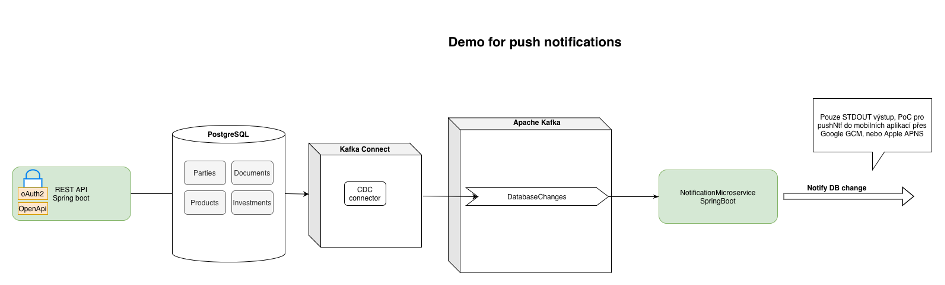 Demo for push notifications
Pouze STDOUT výstup, PoC pro
pushNtf do mobilních aplikací přes
Google GCM, nebo Apple APNS
PostgreSQL
Parties
Documents
Products
Investments
Kafka Connect
CDC
connector
Apache Kafka
DatabaseChanges
REST API
Spring boot
oAuth2
OpenApi
NotificationMicroservice
SpringBoot
Notify DB change